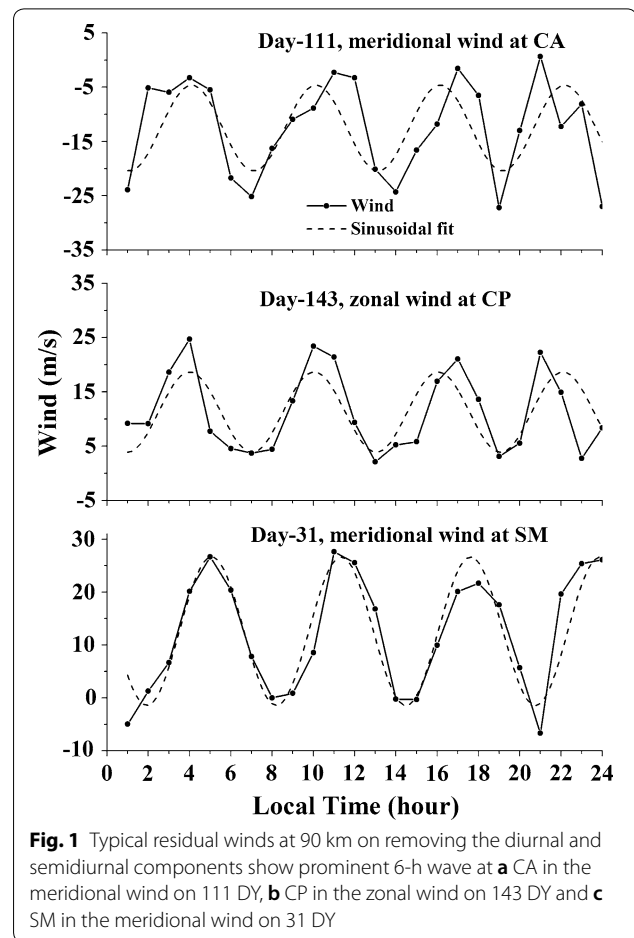 Day-111, meridional wind at CA
5
-5
-15
-25
-35
Wind
Sinusoidal fit
Day-143, zonal wind at CP
35
25
15
5
-5
Wind (m/s)
Day-31, meridional wind at SM
30
20
10
0
-10
0 2 4 6 8 10 12 14 16 18 20 22 24
Local Time (hour)
Fig. 1 Typical residual winds at 90 km on removing the diurnal and
semidiurnal components show prominent 6-h wave at a CA in the
meridional wind on 111 DY, b CP in the zonal wind on 143 DY and c
SM in the meridional wind on 31 DY